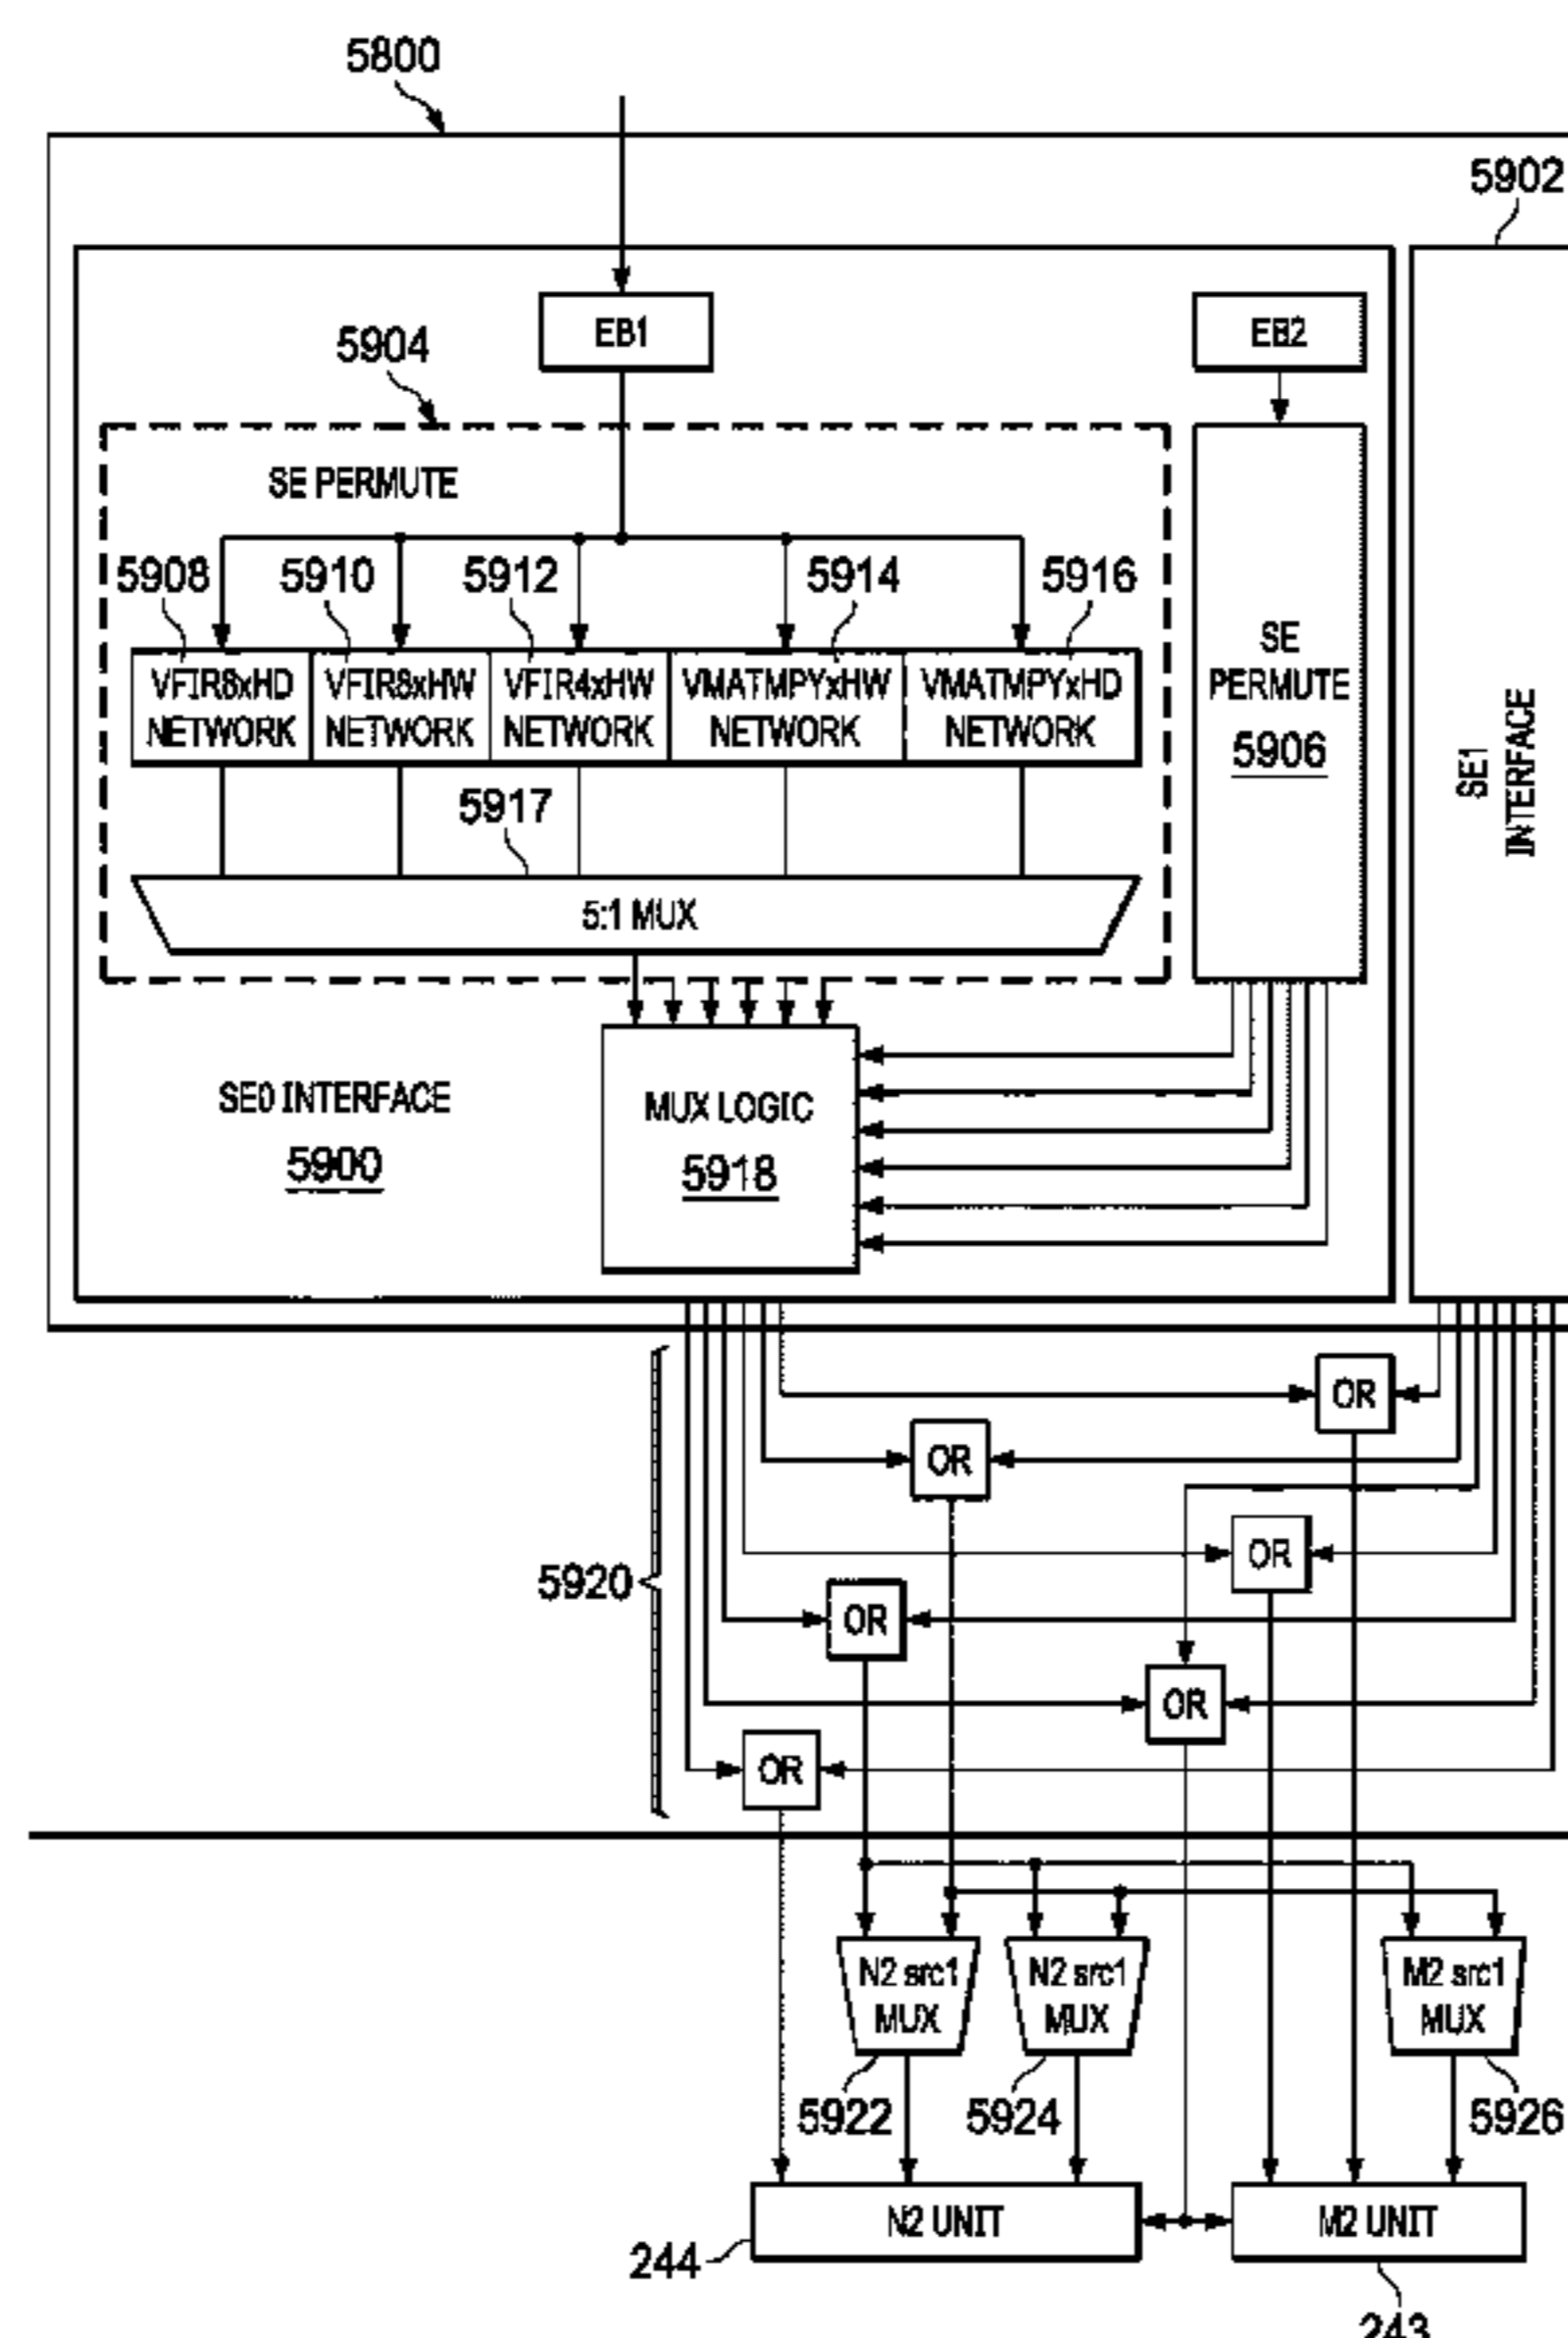 5800
5902
EB1
EB2
5904
SE PERMUTE
5908
5910
5912
5914
5916
VFIR8xHD
NETWORK
VFIR8xHW
NETWORK
VFIR4xHW
NETWORK
VMATMPYxHW
NETWORK
VMATMPYxHD
NETWORK
SE
PERMUTE
5906
SE1
INTERFACE
5917
5:1 MUX
SE0 INTERFACE
5900
MUX LOGIC
5918
OR
OR
OR
5920
OR
OR
OR
N2 src1
MUX
N2 src1
MUX
M2 src1
MUX
5922
5924
5926
N2 UNIT
M2 UNIT
244
243